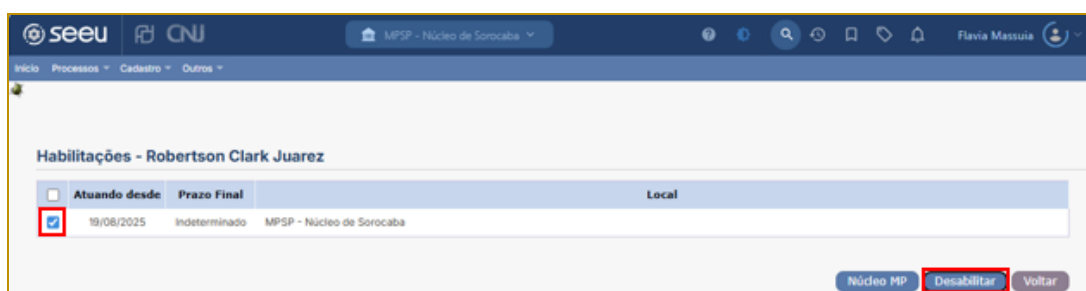 seeu CNJ MPSP - Núcleo de Sorocaba Flavia Massuia
Início Processos Cadastro Outros
Habilitações - Robertson Clark Juarez
Atuando desde Prazo Final Local
19/08/2025 Indeterminado MPSP - Núcleo de Sorocaba
Núcleo MP Desabilitar Voltar